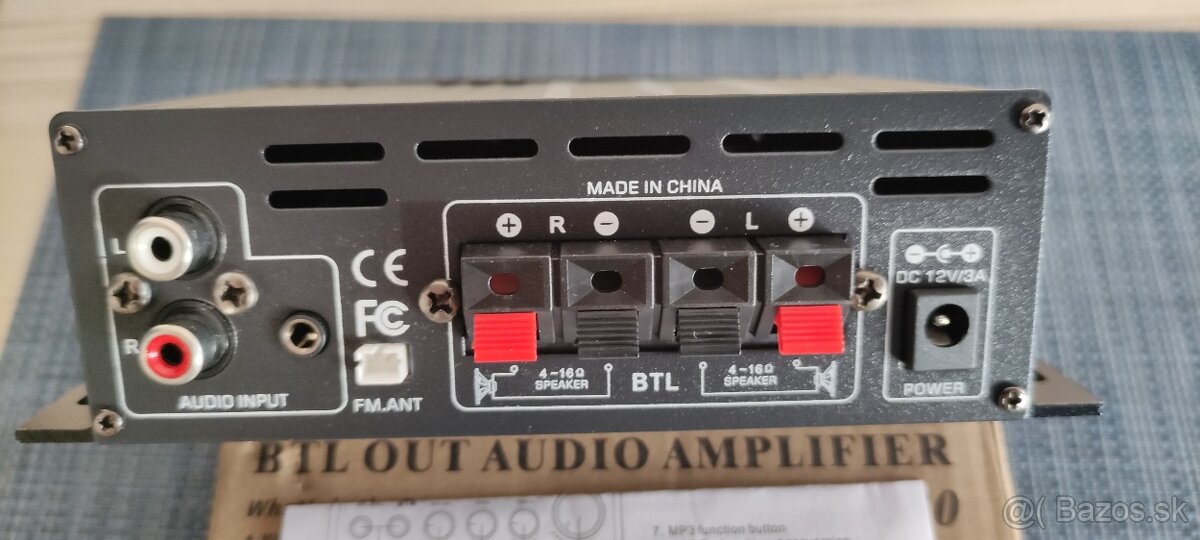 MADE IN CHINA
+ R − − L +
L
R
AUDIO INPUT
CE
FC
FM.ANT
4~16Ω
SPEAKER
BTL
4~16Ω
SPEAKER
DC 12V/3A
POWER
BTL OUT AUDIO AMPLIFIER
7. MP3 function button
@( Bazos.sk